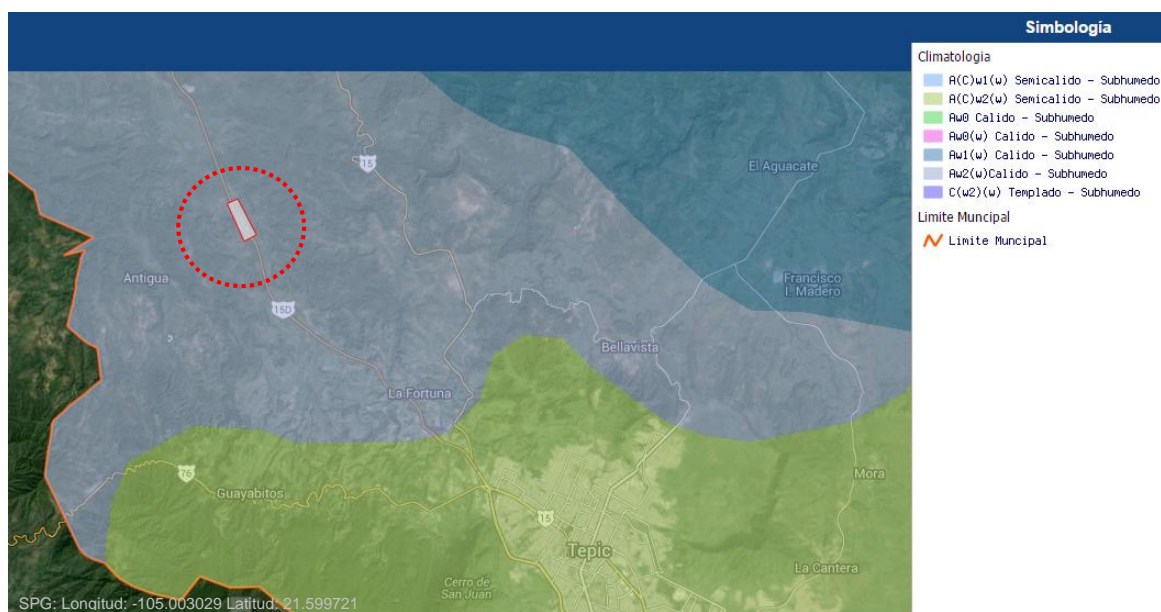 Simbología
Climatologia
A(C)w1(w) Semicalido - Subhumedo
A(C)w2(w) Semicalido - Subhumedo
Aw0 Calido - Subhumedo
Aw0(w) Calido - Subhumedo
Aw1(w) Calido - Subhumedo
Aw2(w)Calido - Subhumedo
C(w2)(w) Templado - Subhumedo
Limite Muncipal
Limite Muncipal
15
El Aguacate
Antigua
Francisco
I. Madero
15D
Bellavista
La Fortuna
76
Guayabitos
Mora
15
Tepic
La Cantera
Cerro de
San Juan
SPG: Longitud: -105.003029 Latitud: 21.599721